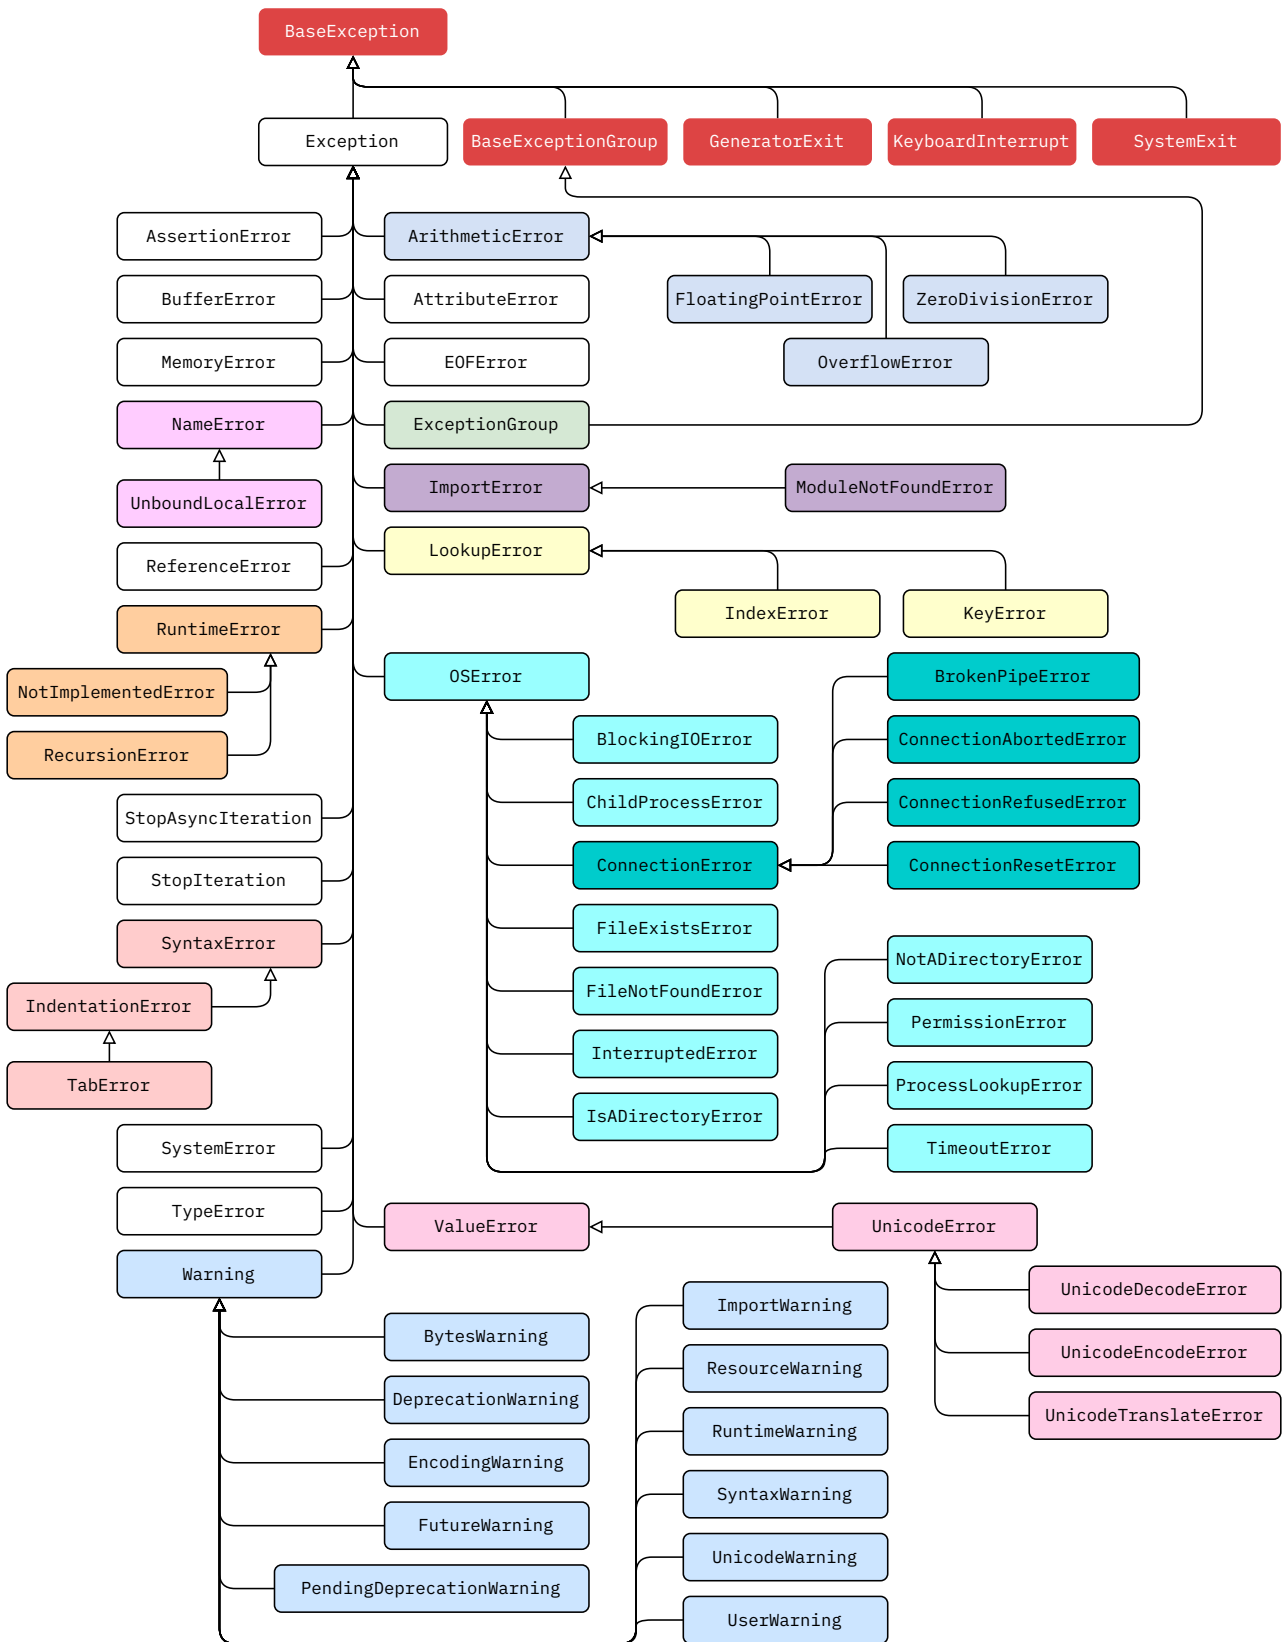 BaseException
Exception
BaseExceptionGroup
GeneratorExit
KeyboardInterrupt
SystemExit
AssertionError
ArithmeticError
BufferError
AttributeError
FloatingPointError
ZeroDivisionError
MemoryError
EOFError
OverflowError
NameError
ExceptionGroup
ImportError
ModuleNotFoundError
UnboundLocalError
LookupError
ReferenceError
IndexError
KeyError
RuntimeError
OSError
BrokenPipeError
NotImplementedError
BlockingIOError
ConnectionAbortedError
RecursionError
ChildProcessError
ConnectionRefusedError
StopAsyncIteration
ConnectionError
ConnectionResetError
StopIteration
FileExistsError
SyntaxError
NotADirectoryError
FileNotFoundError
IndentationError
PermissionError
InterruptedError
TabError
ProcessLookupError
IsADirectoryError
SystemError
TimeoutError
TypeError
ValueError
UnicodeError
Warning
UnicodeDecodeError
ImportWarning
BytesWarning
UnicodeEncodeError
ResourceWarning
DeprecationWarning
UnicodeTranslateError
RuntimeWarning
EncodingWarning
SyntaxWarning
FutureWarning
UnicodeWarning
PendingDeprecationWarning
UserWarning